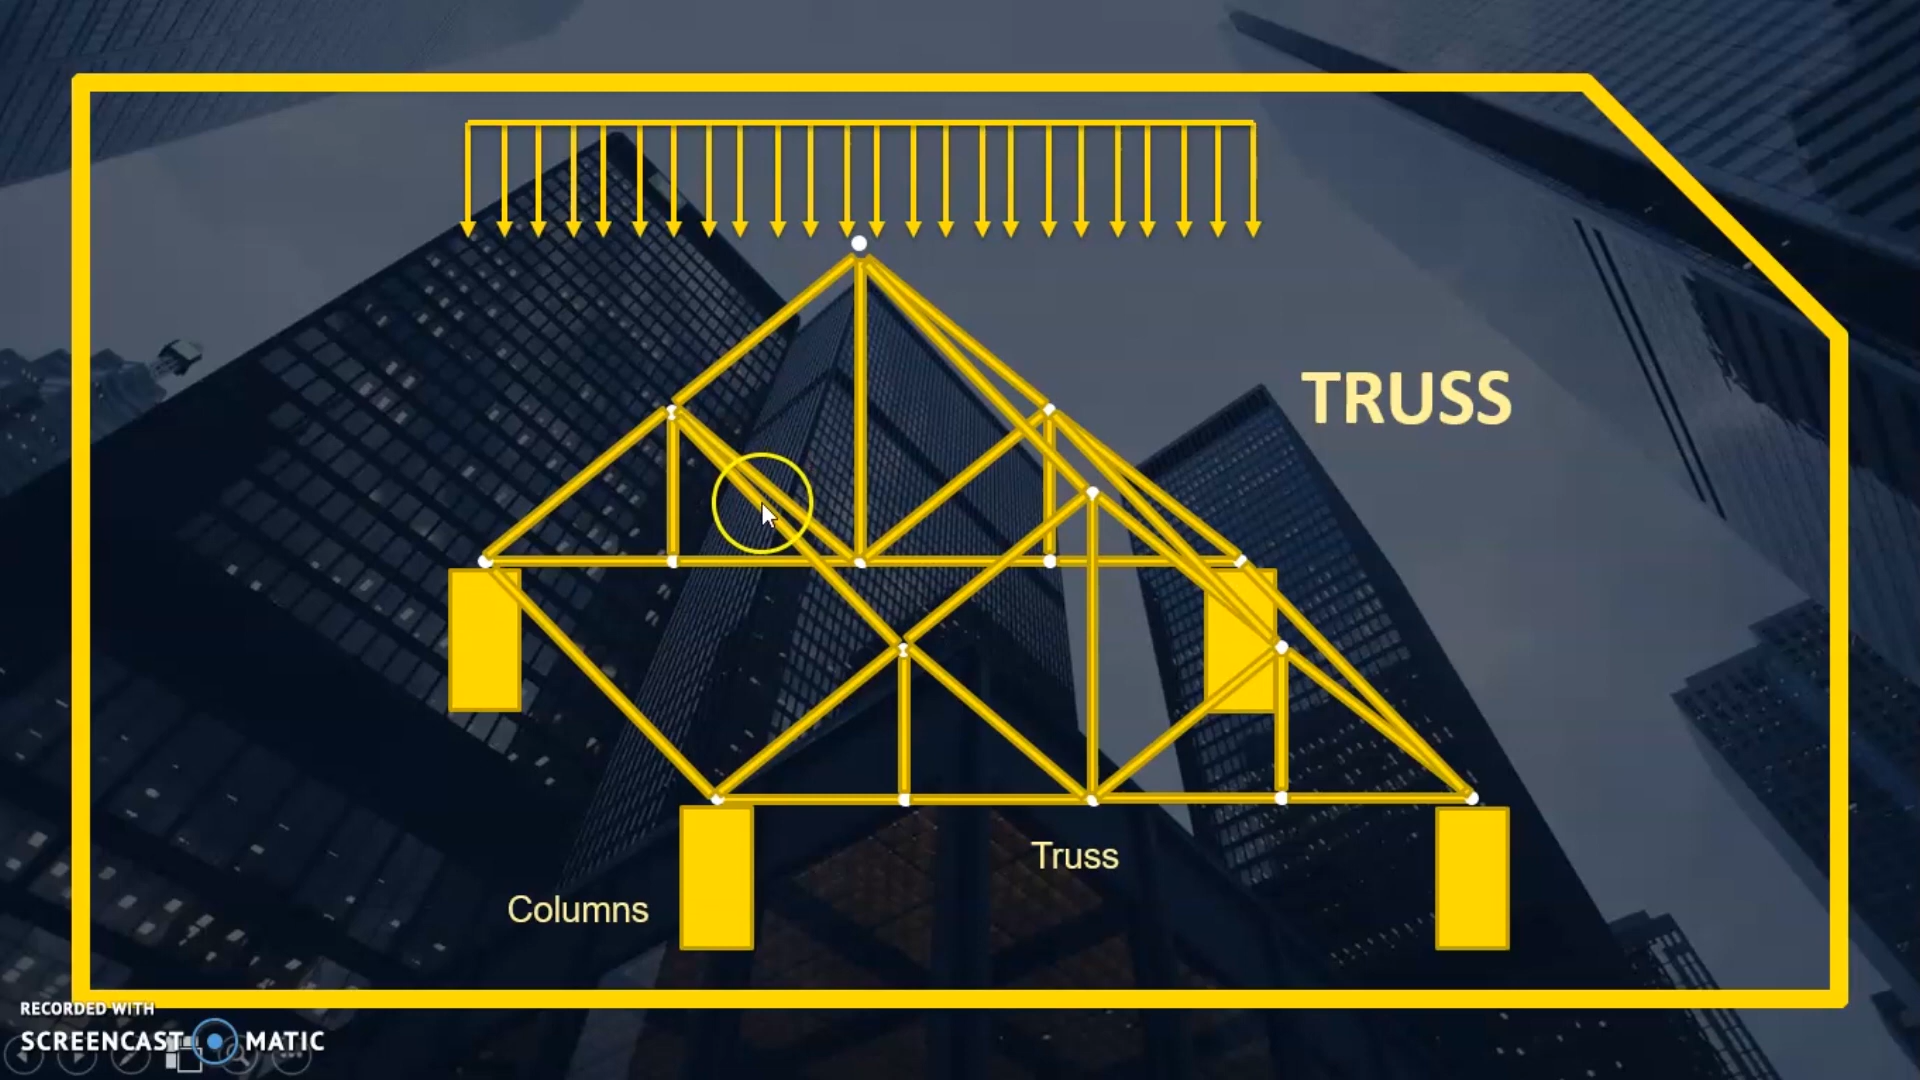 TRUSS
Truss
Columns
RECORDED WITH
SCREENCAST MATIC